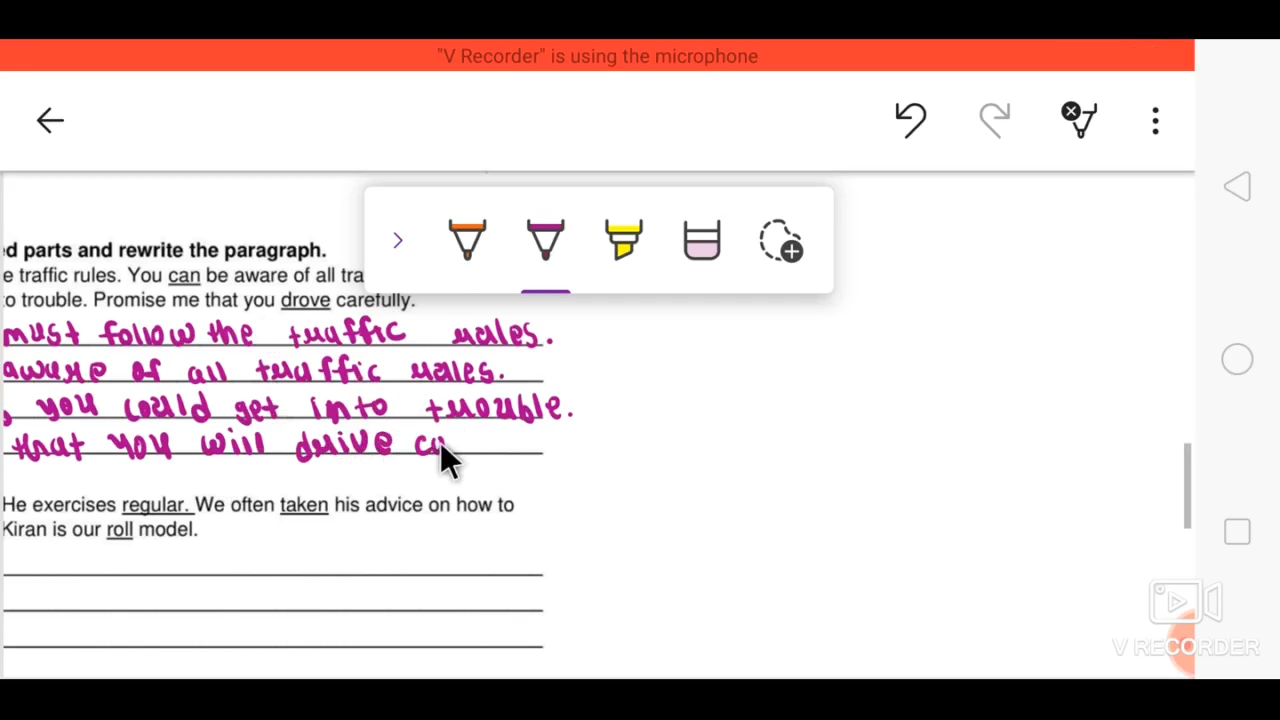 "V Recorder" is using the microphone
ed parts and rewrite the paragraph.
e traffic rules. You can be aware of all tra
to trouble. Promise me that you drove carefully.
must follow the traffic rules.
aware of all traffic rules.
you could get into trouble.
that you will drive ca
He exercises regular. We often taken his advice on how to
Kiran is our roll model.
V RECORDER